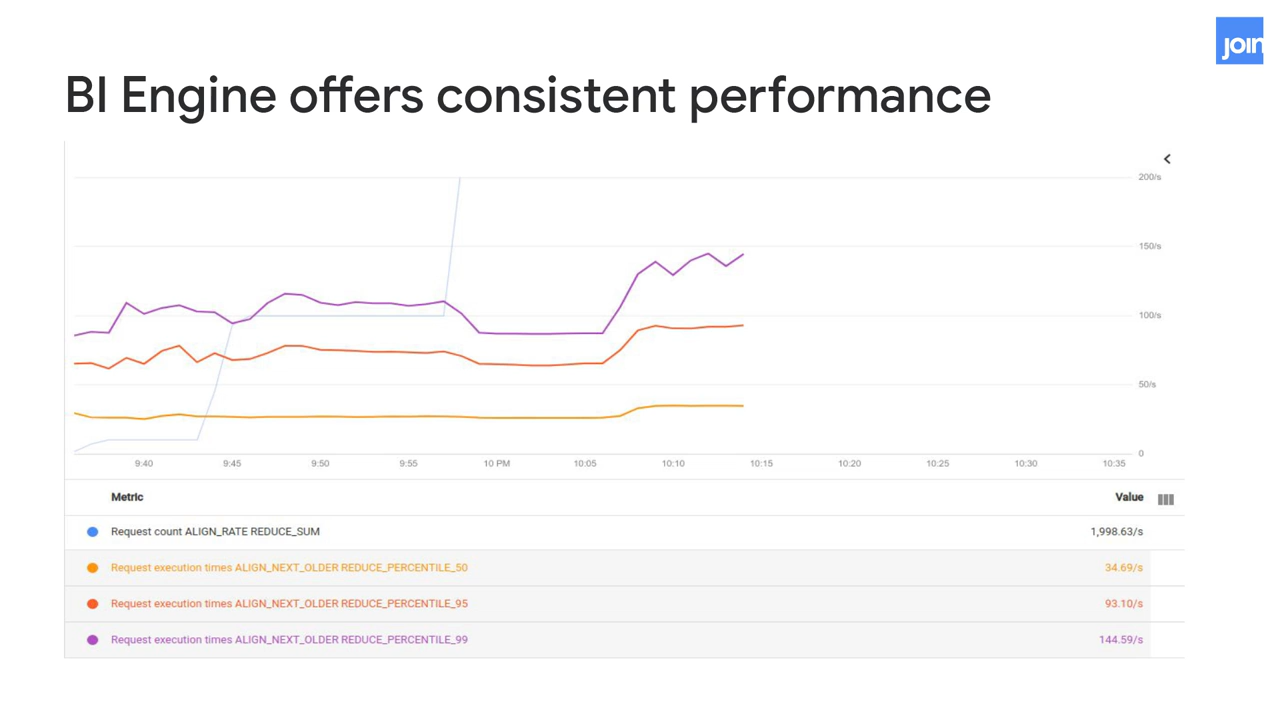 join
BI Engine offers consistent performance
200/s
150/s
100/s
50/s
0
9:40 9:45 9:50 9:55 10 PM 10:05 10:10 10:15 10:20 10:25 10:30 10:35
Metric Value
Request count ALIGN_RATE REDUCE_SUM 1,998.63/s
Request execution times ALIGN_NEXT_OLDER REDUCE_PERCENTILE_50 34.69/s
Request execution times ALIGN_NEXT_OLDER REDUCE_PERCENTILE_95 93.10/s
Request execution times ALIGN_NEXT_OLDER REDUCE_PERCENTILE_99 144.59/s